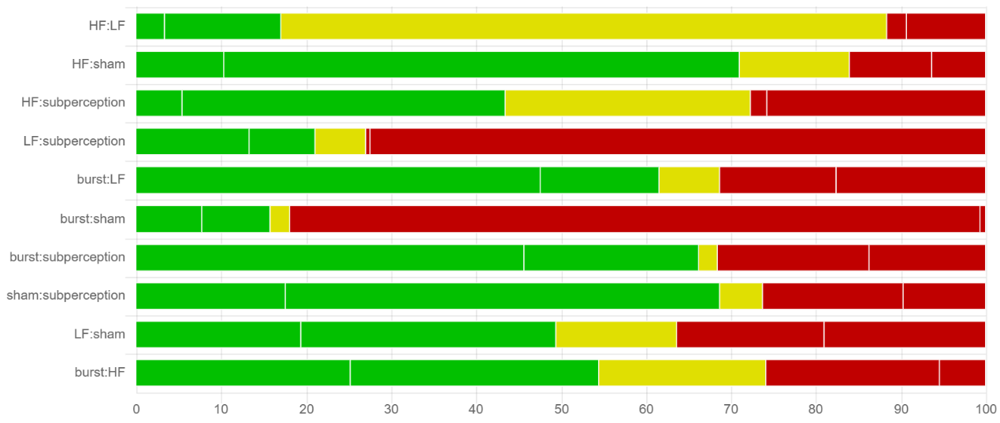 HF:LF
HF:sham
HF:subperception
LF:subperception
burst:LF
burst:sham
burst:subperception
sham:subperception
LF:sham
burst:HF
0 10 20 30 40 50 60 70 80 90 100